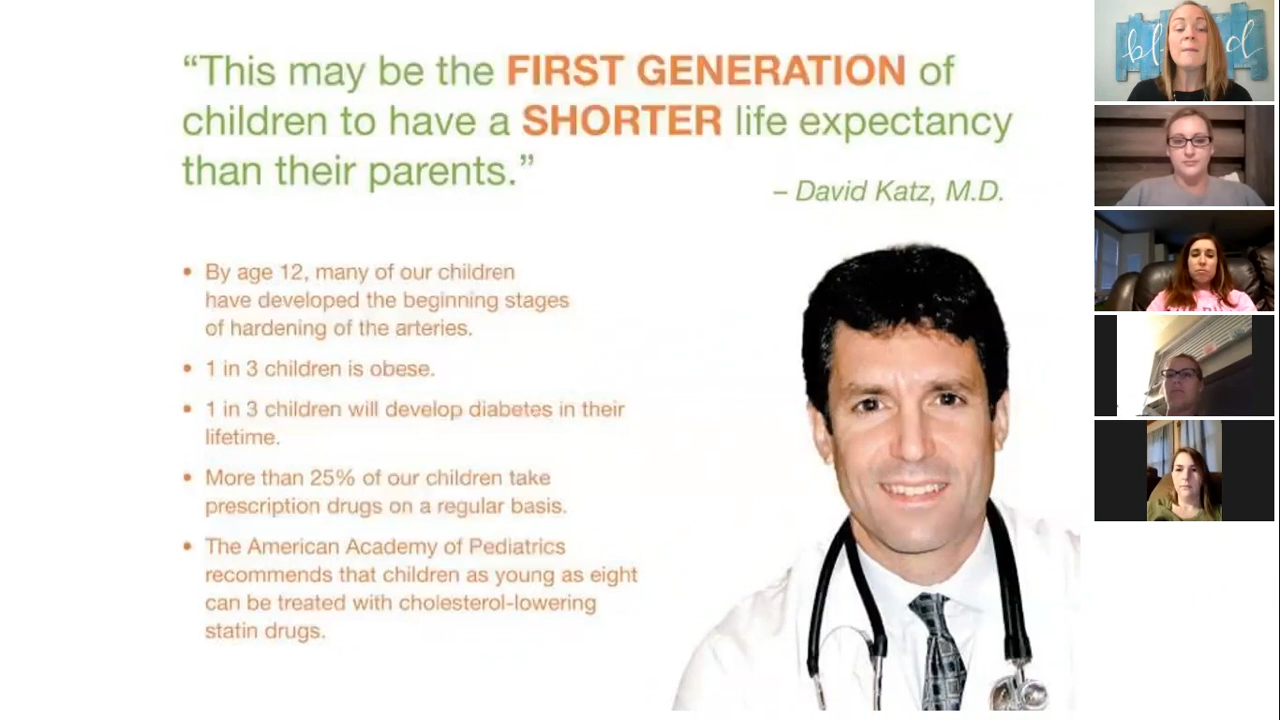 “This may be the FIRST GENERATION of
children to have a SHORTER life expectancy
than their parents.”
– David Katz, M.D.
• By age 12, many of our children
have developed the beginning stages
of hardening of the arteries.
• 1 in 3 children is obese.
• 1 in 3 children will develop diabetes in their
lifetime.
• More than 25% of our children take
prescription drugs on a regular basis.
• The American Academy of Pediatrics
recommends that children as young as eight
can be treated with cholesterol-lowering
statin drugs.